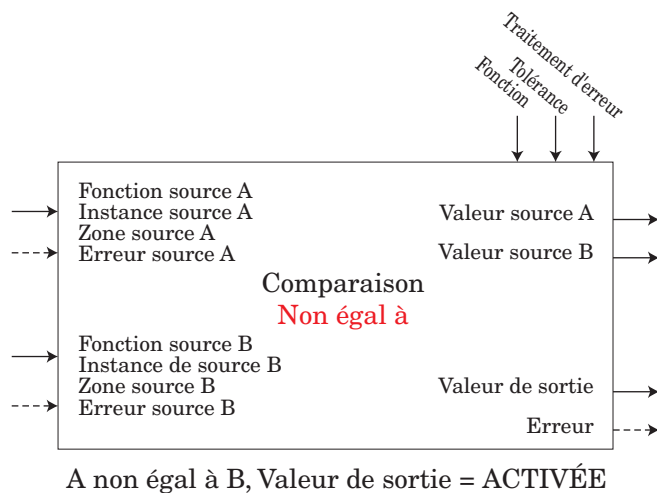 Traitement d'erreur
Tolérance
Fonction
Fonction source A
Instance source A
Zone source A
Erreur source A
Valeur source A
Valeur source B
Comparaison
Non égal à
Fonction source B
Instance de source B
Zone source B
Erreur source B
Valeur de sortie
Erreur
A non égal à B, Valeur de sortie = ACTIVÉE